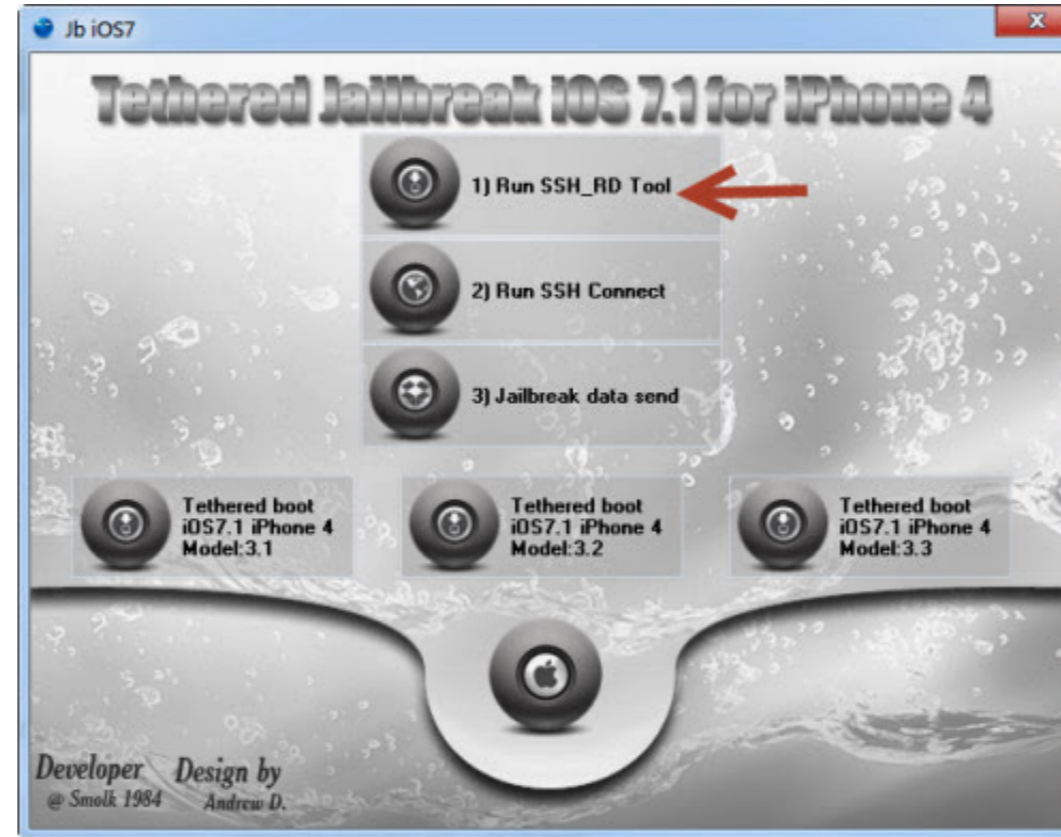 Jb iOS7
x
Tethered Jailbreak iOS 7.1 for iPhone 4
1) Run SSH_RD Tool
2) Run SSH Connect
3) Jailbreak data send
Tethered boot
iOS7.1 iPhone 4
Model:3.1
Tethered boot
iOS7.1 iPhone 4
Model:3.2
Tethered boot
iOS7.1 iPhone 4
Model:3.3
Developer
@ Smolk 1984
Design by
Andrew D.